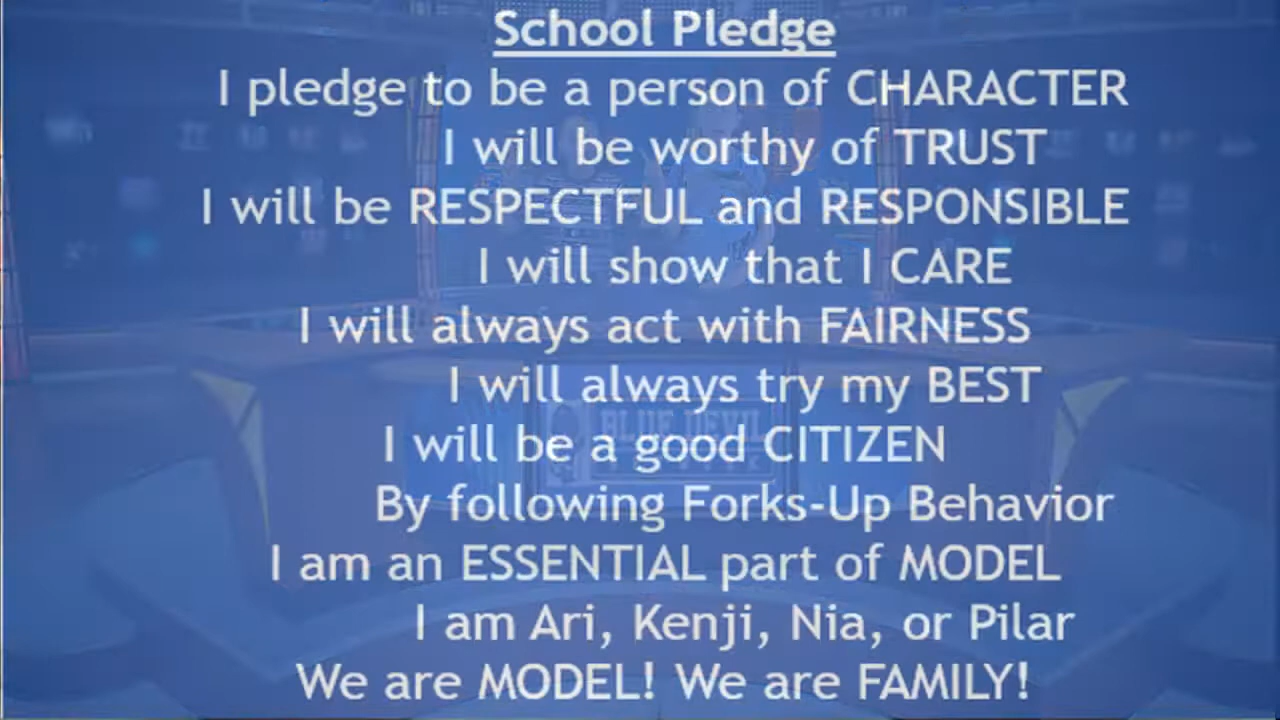 School Pledge
I pledge to be a person of CHARACTER
I will be worthy of TRUST
I will be RESPECTFUL and RESPONSIBLE
I will show that I CARE
I will always act with FAIRNESS
I will always try my BEST
BLUE DEVIL
I will be a good CITIZEN
By following Forks-Up Behavior
I am an ESSENTIAL part of MODEL
I am Ari, Kenji, Nia, or Pilar
We are MODEL! We are FAMILY!